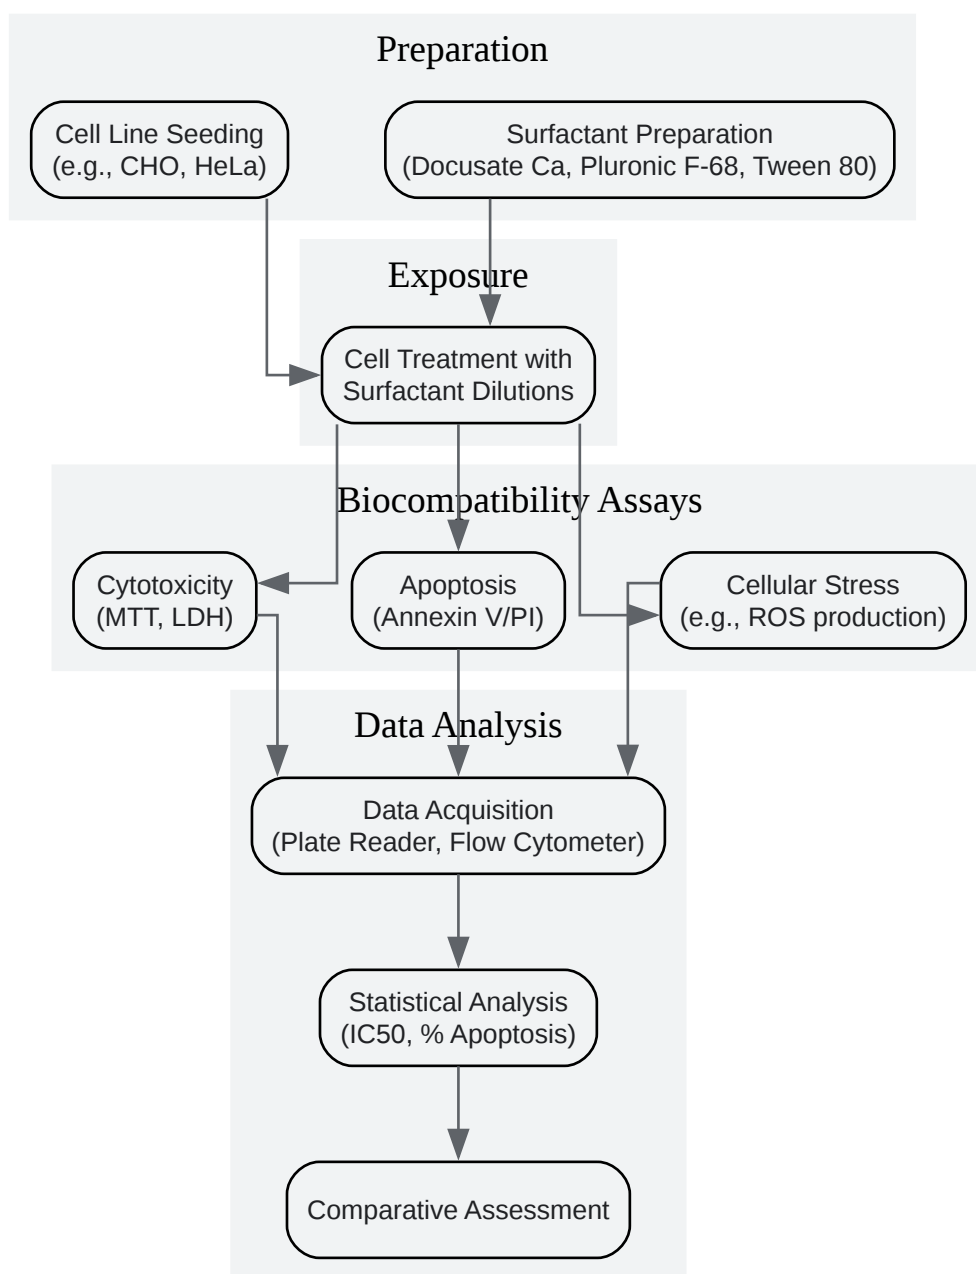 Preparation
Cell Line Seeding
(e.g., CHO, HeLa)
Surfactant Preparation
(Docusate Ca, Pluronic F-68, Tween 80)
Exposure
Cell Treatment with
Surfactant Dilutions
Biocompatibility Assays
Cytotoxicity
(MTT, LDH)
Apoptosis
(Annexin V/PI)
Cellular Stress
(e.g., ROS production)
Data Analysis
Data Acquisition
(Plate Reader, Flow Cytometer)
Statistical Analysis
(IC50, % Apoptosis)
Comparative Assessment